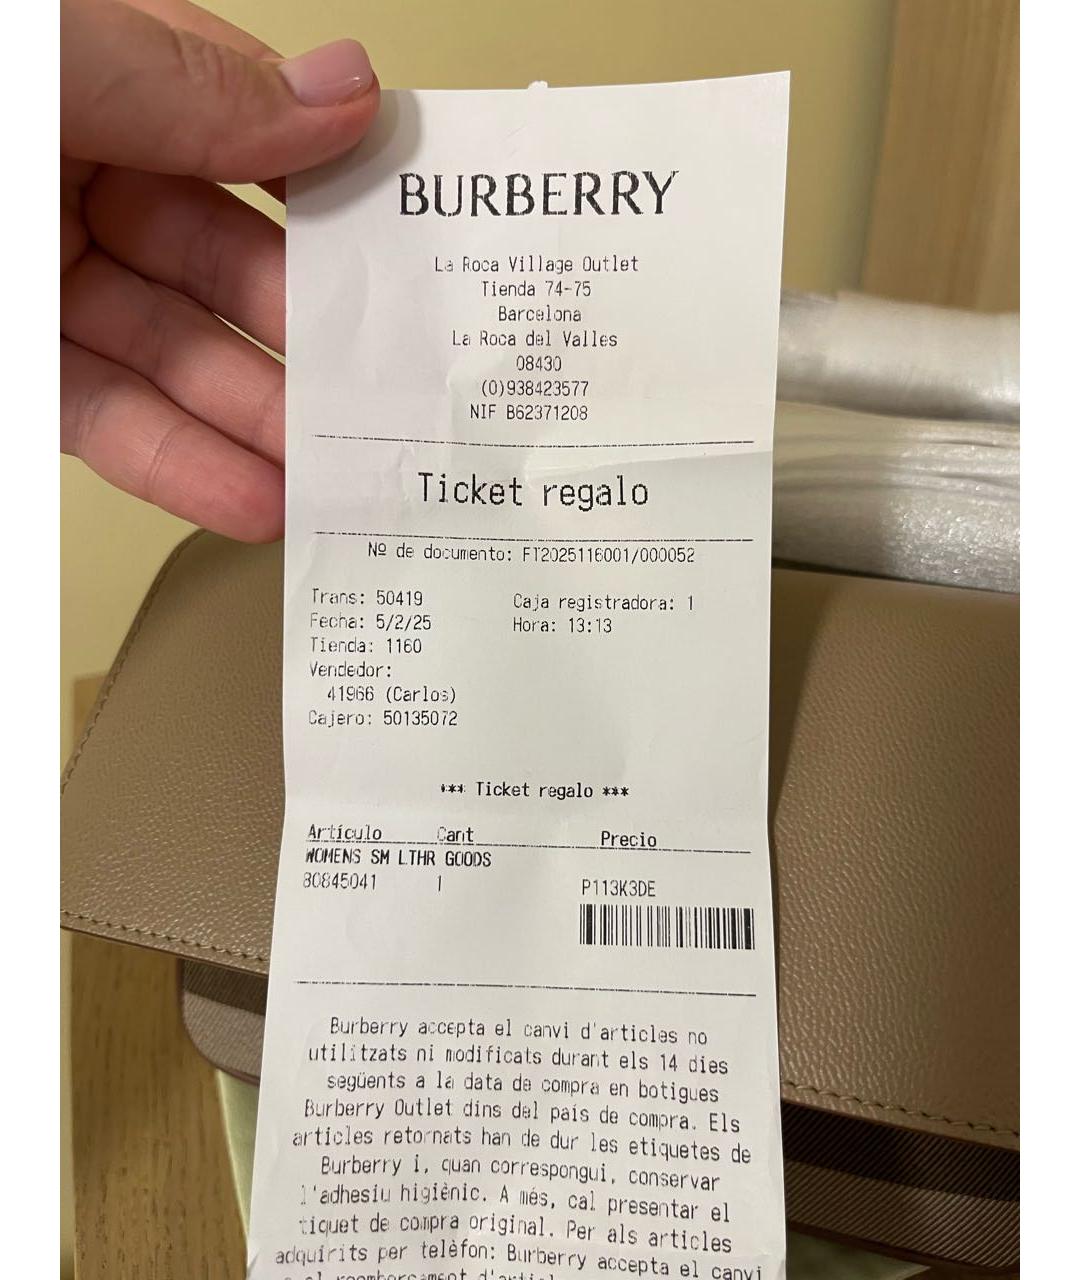 BURBERRY
La Roca Village Outlet
Tienda 74-75
Barcelona
La Roca del Valles
08430
(0)938423577
NIF B62371208
Ticket regalo
Nº de documento: FT2025116001/000052
Trans: 50419 Caja registradora: 1
Fecha: 5/2/25 Hora: 13:13
Tienda: 1160
Vendedor:
41966 (Carlos)
Cajero: 50135072
*** Ticket regalo ***
Artículo Cant Precio
WOMENS SM LTHR GOODS
80845041 1 P113K3DE
Burberry accepta el canvi d'articles no
utilitzats ni modificats durant els 14 dies
següents a la data de compra en botigues
Burberry Outlet dins del país de compra. Els
articles retornats han de dur les etiquetes de
Burberry i, quan correspongui, conservar
l'adhesiu higiènic. A més, cal presentar el
tiquet de compra original. Per als articles
adquirits per telèfon: Burberry accepta el canvi